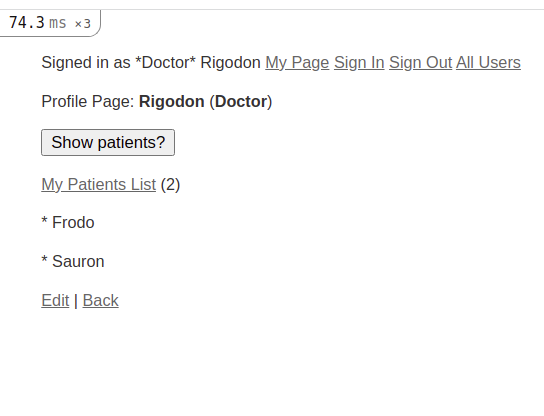 74.3 ms ×3
Signed in as *Doctor* Rigodon My Page Sign In Sign Out All Users
Profile Page: Rigodon (Doctor)
Show patients?
My Patients List (2)
* Frodo
* Sauron
Edit | Back